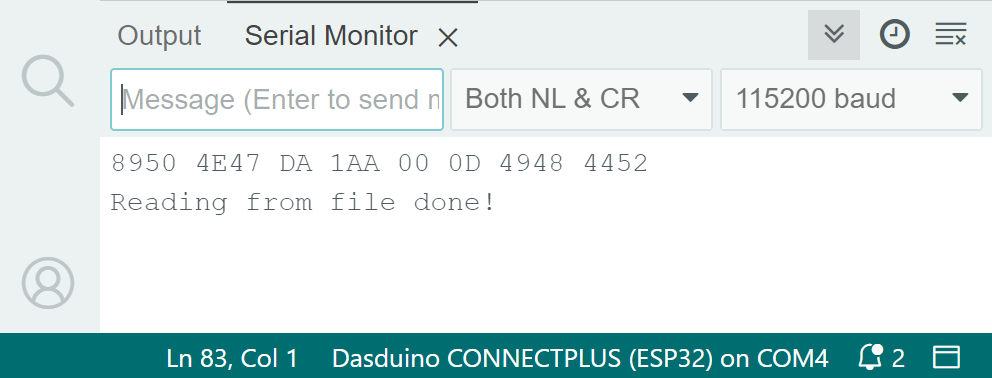 Output Serial Monitor
Message (Enter to send Both NL & CR 115200 baud
8950 4E47 DA 1AA 00 0D 4948 4452
Reading from file done!
Ln 83, Col 1 Dasduino CONNECTPLUS (ESP32) on COM4 2